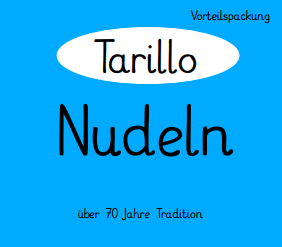 Vorteilspackung
Tarillo
Nudeln
über 70 Jahre Tradition